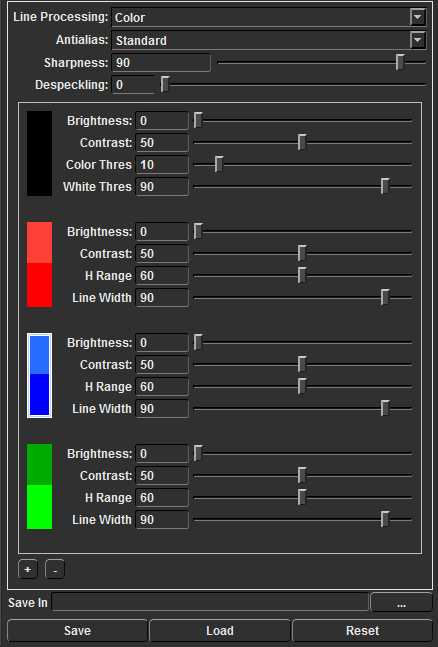 Line Processing: Color
Antialias: Standard
Sharpness: 90
Despeckling: 0
Brightness: 0
Contrast: 50
Color Thres 10
White Thres 90
Brightness: 0
Contrast: 50
H Range 60
Line Width 90
Brightness: 0
Contrast: 50
H Range 60
Line Width 90
Brightness: 0
Contrast: 50
H Range 60
Line Width 90
+ -
Save In ...
Save Load Reset